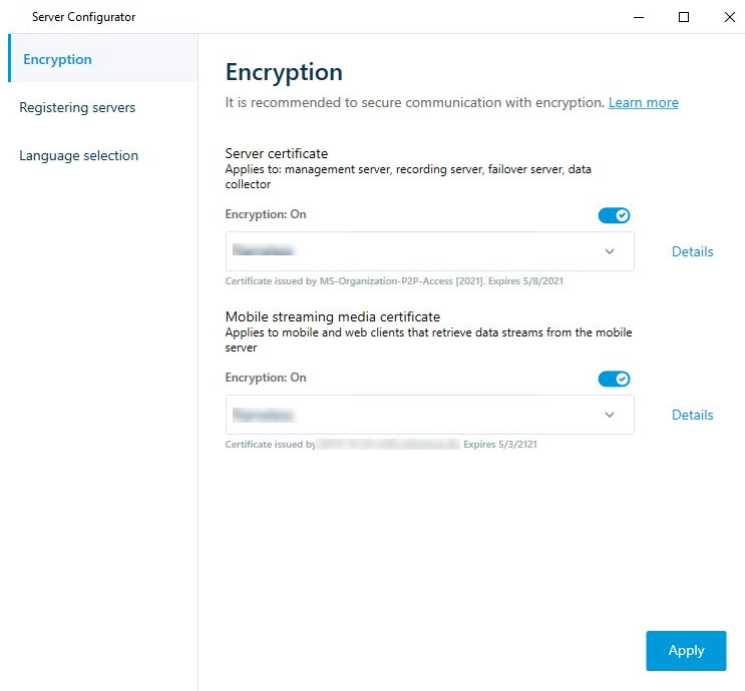 Server Configurator
Encryption
Registering servers
Language selection
Encryption
It is recommended to secure communication with encryption. Learn more
Server certificate
Applies to: management server, recording server, failover server, data
collector
Encryption: On
Details
Certificate issued by MS-Organization-P2P-Access [2021]. Expires 5/8/2021
Mobile streaming media certificate
Applies to mobile and web clients that retrieve data streams from the mobile
server
Encryption: On
Details
Certificate issued by Expires 5/3/2121
Apply